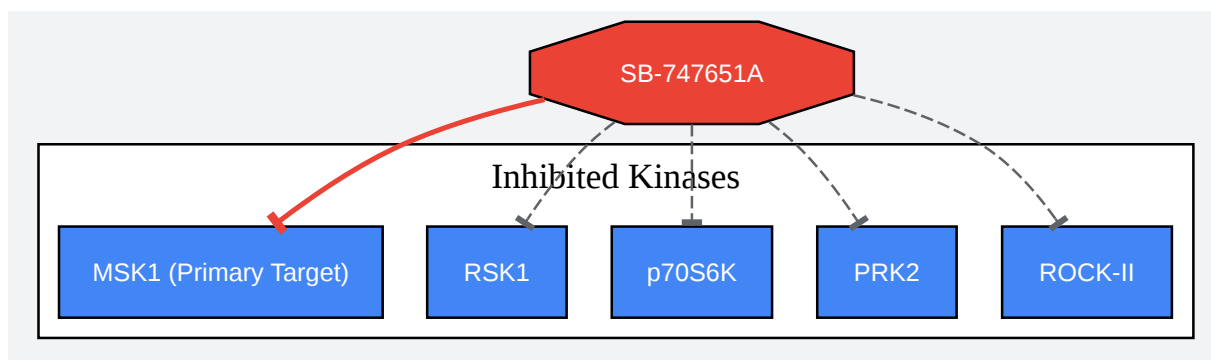 SB-747651A
Inhibited Kinases
MSK1 (Primary Target)
RSK1
p70S6K
PRK2
ROCK-II